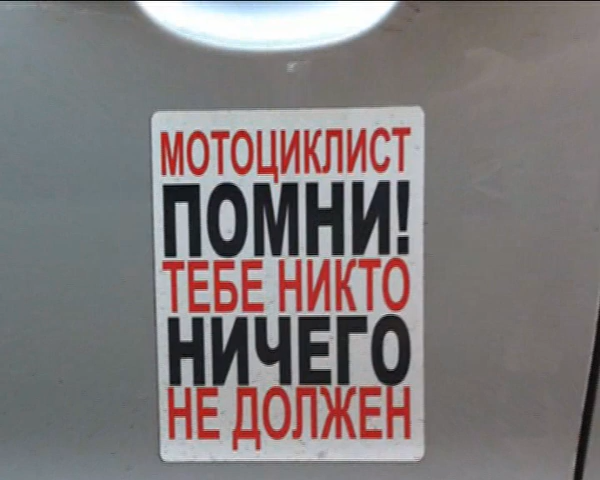 МОТОЦИКЛИСТ
ПОМНИ!
ТЕБЕ НИКТО
НИЧЕГО
НЕ ДОЛЖЕН